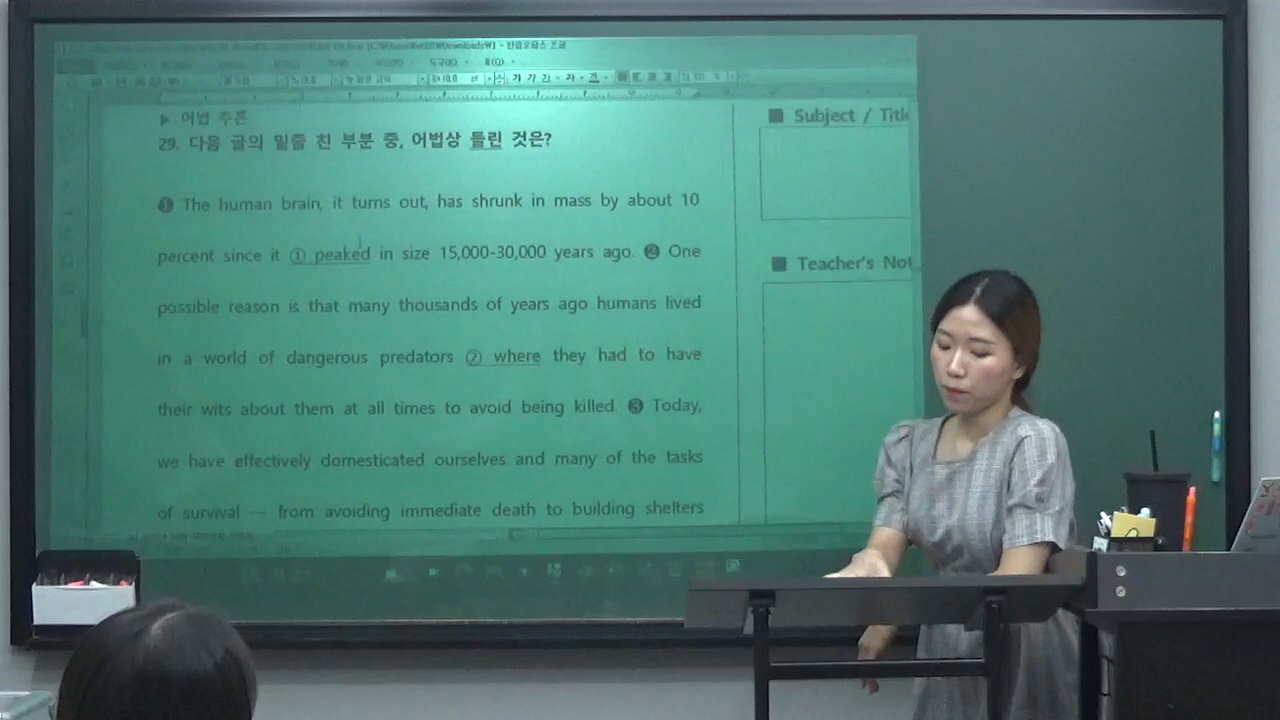 ▶ 어법 추론
29. 다음 글의 밑줄 친 부분 중, 어법상 틀린 것은?
❶ The human brain, it turns out, has shrunk in mass by about 10
percent since it ① peaked in size 15,000-30,000 years ago. ❷ One
possible reason is that many thousands of years ago humans lived
in a world of dangerous predators ② where they had to have
their wits about them at all times to avoid being killed. ❸ Today,
we have effectively domesticated ourselves and many of the tasks
of survival — from avoiding immediate death to building shelters
■ Subject / Title
■ Teacher's Not